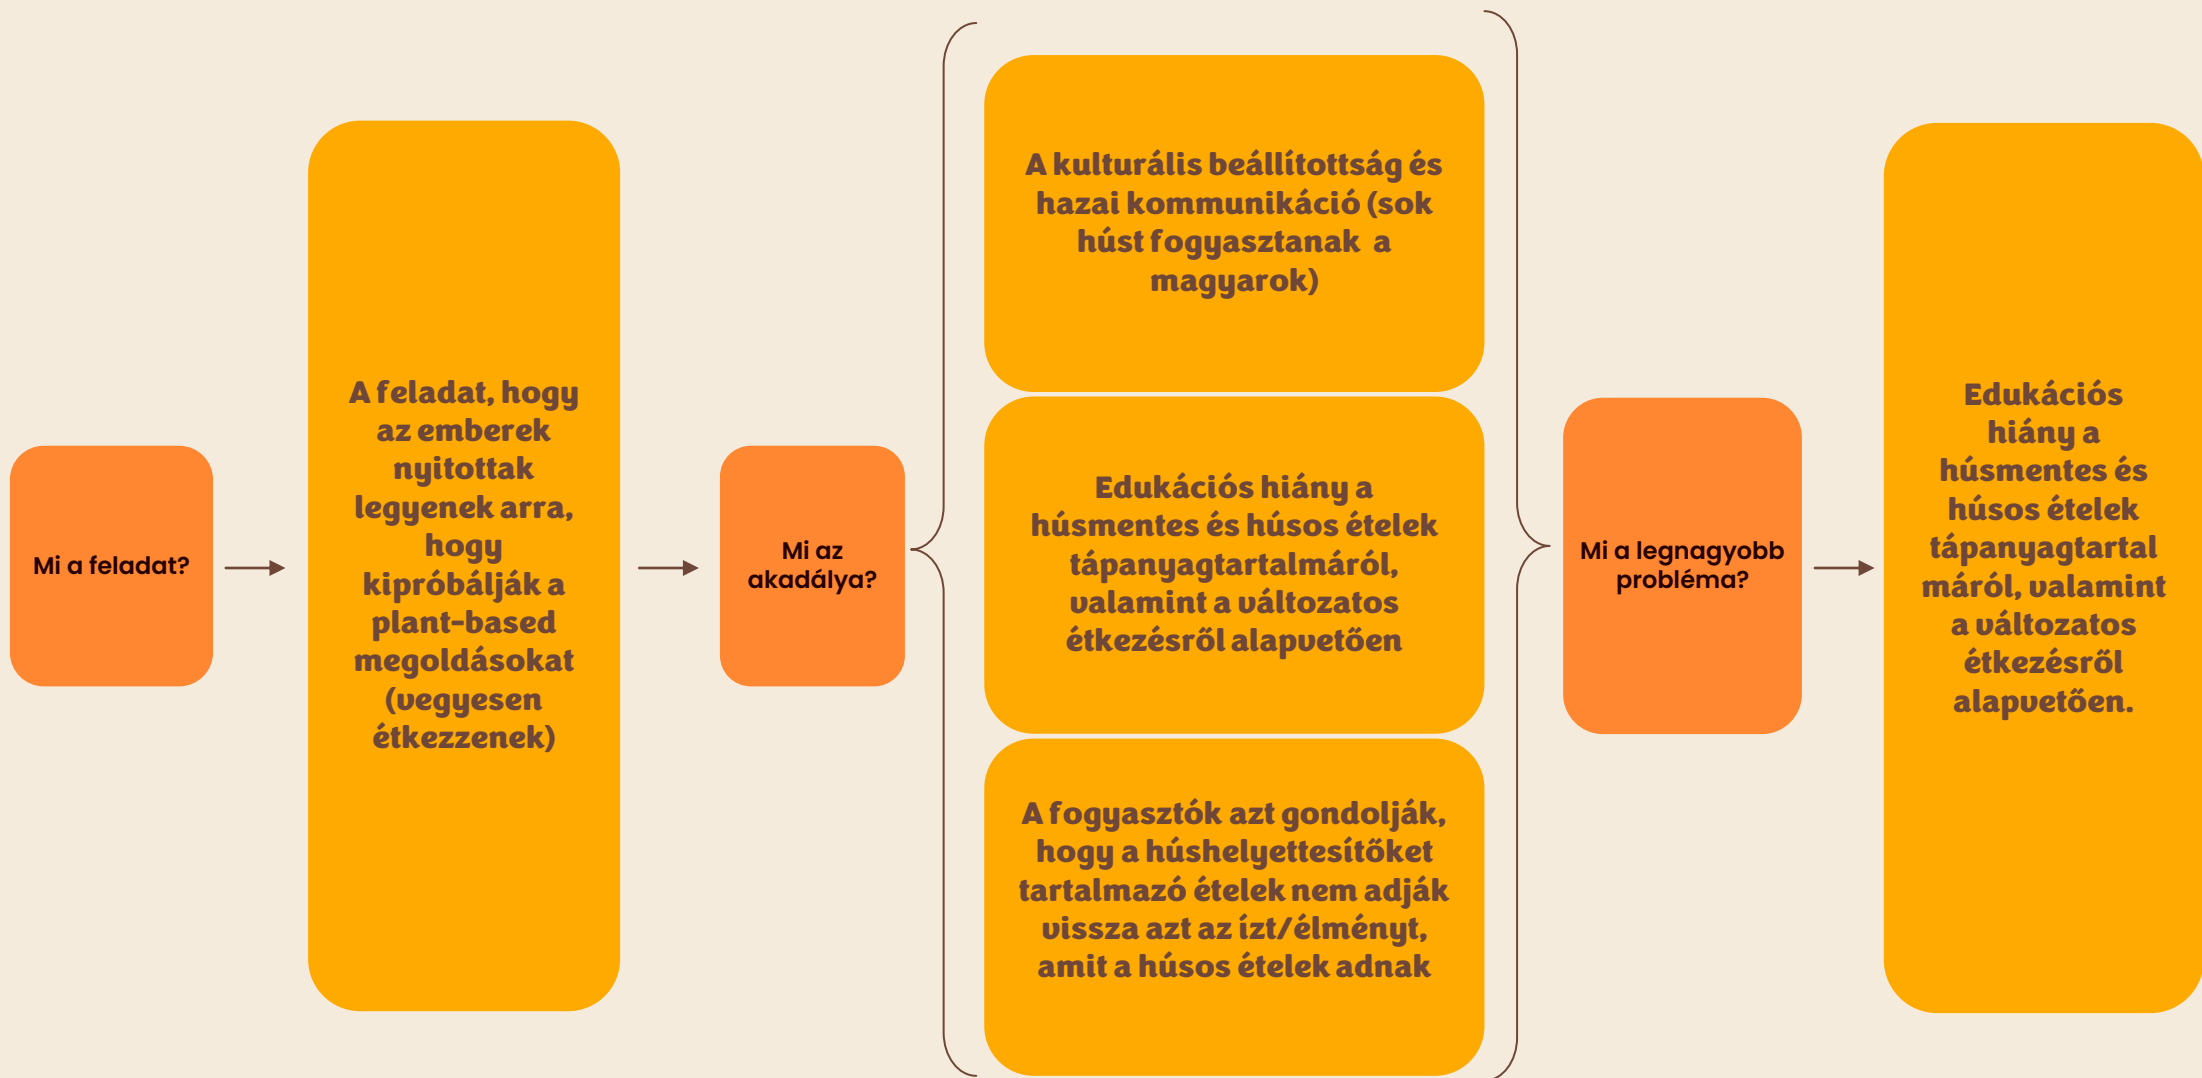 Mi a feladat?
A feladat, hogy
az emberek
nyitottak
legyenek arra,
hogy
kipróbálják a
plant-based
megoldásokat
(vegyesen
étkezzenek)
Mi az
akadálya?
A kulturális beállítottság és
hazai kommunikáció (sok
húst fogyasztanak a
magyarok)
Edukációs hiány a
húsmentes és húsos ételek
tápanyagtartalmáról,
valamint a változatos
étkezésről alapvetően
A fogyasztók azt gondolják,
hogy a húshelyettesítőket
tartalmazó ételek nem adják
vissza azt az ízt/élményt,
amit a húsos ételek adnak
Mi a legnagyobb
probléma?
Edukációs
hiány a
húsmentes és
húsos ételek
tápanyagtartal
máról, valamint
a változatos
étkezésről
alapvetően.